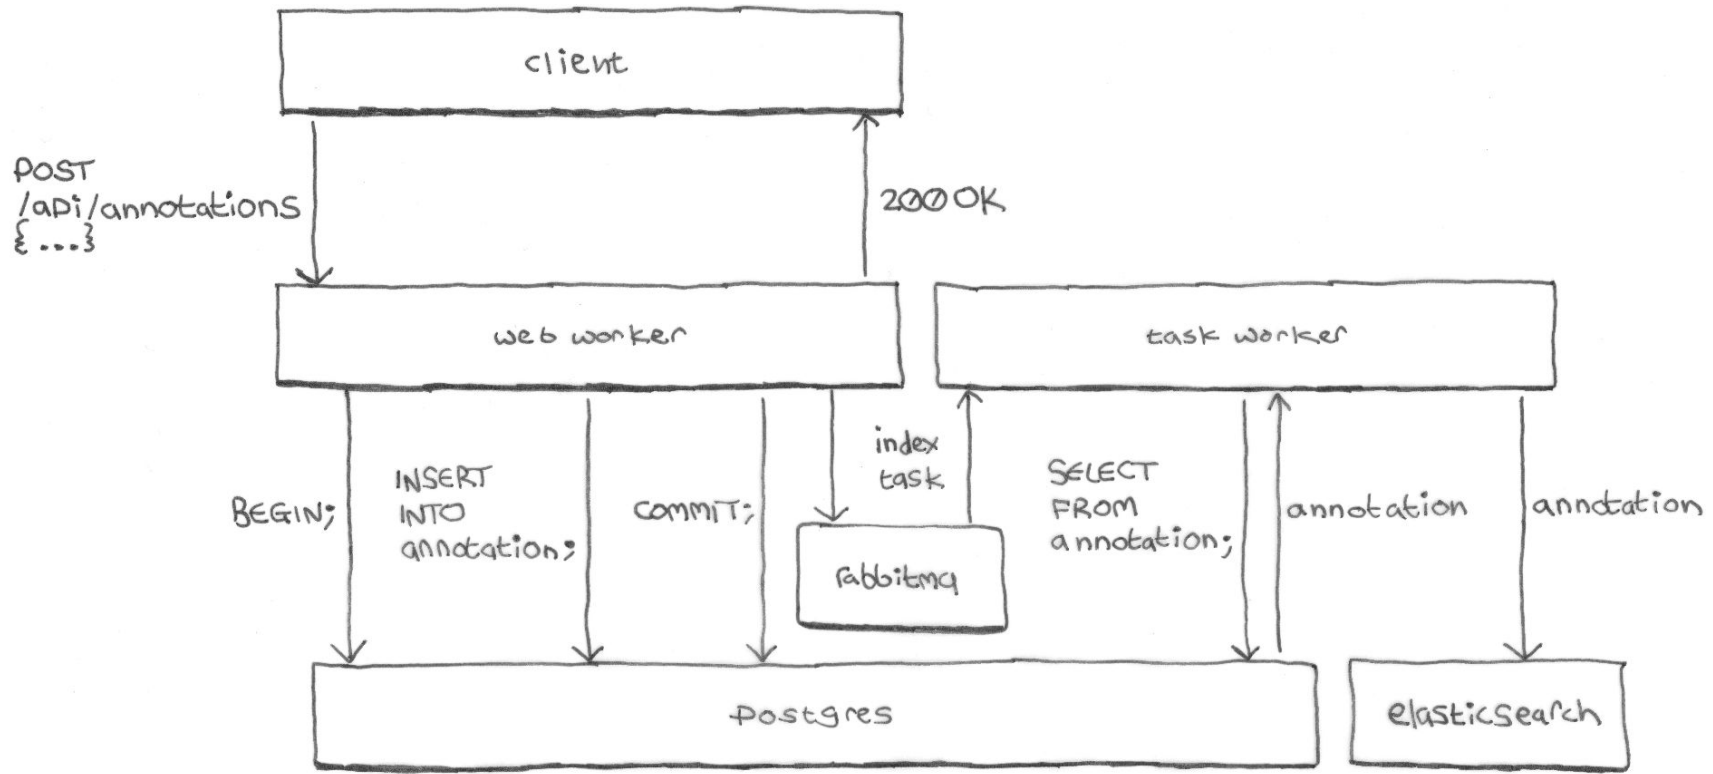 client
POST
/api/annotations
{...}
200 OK
web worker
task worker
BEGIN;
INSERT
INTO
annotation;
COMMIT;
index
task
rabbitmq
SELECT
FROM
annotation;
annotation
annotation
Postgres
elasticsearch